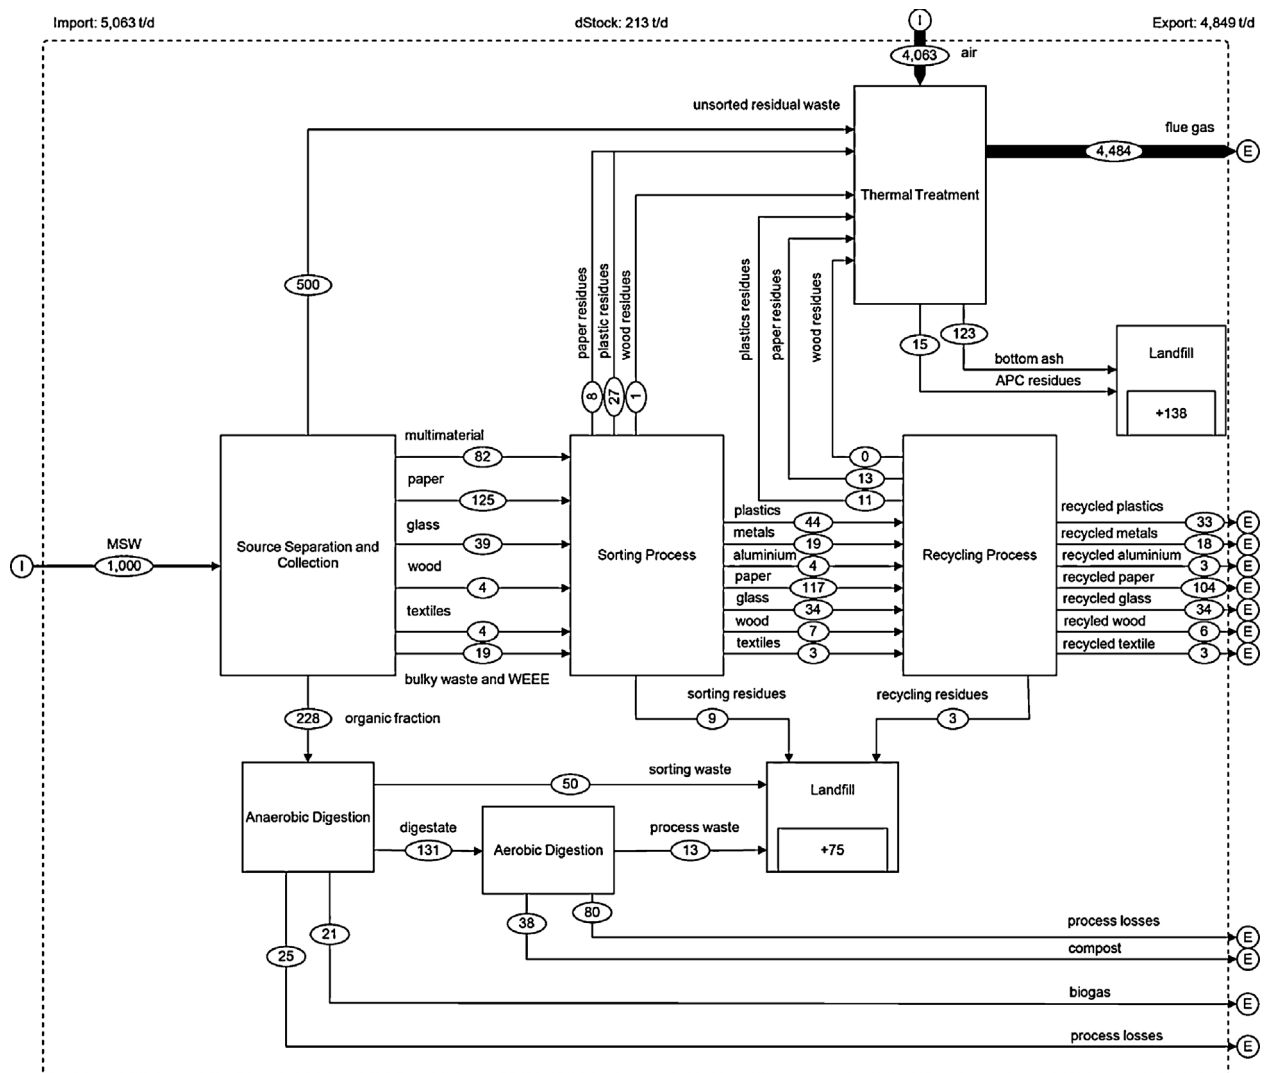 Import: 5,063 t/d
dStock: 213 t/d
Export: 4,849 t/d
I
4,063
air
unsorted residual waste
flue gas
4,484
E
Thermal Treatment
500
paper residues
plastic residues
wood residues
plastics residues
paper residues
wood residues
8
27
1
15
123
bottom ash
APC residues
Landfill
+138
multimaterial
82
paper
125
glass
39
wood
4
textiles
4
19
bulky waste and WEEE
I
MSW
1,000
Source Separation and
Collection
Sorting Process
0
13
11
plastics
44
metals
19
aluminium
4
paper
117
glass
34
wood
7
textiles
3
Recycling Process
recycled plastics
33
E
recycled metals
18
E
recycled aluminium
3
E
recycled paper
104
E
recycled glass
34
E
recyled wood
6
E
recycled textile
3
E
228
organic fraction
sorting residues
9
recycling residues
3
Anaerobic Digestion
50
sorting waste
Landfill
+75
digestate
131
Aerobic Digestion
process waste
13
38
80
21
25
process losses
E
compost
E
biogas
E
process losses
E